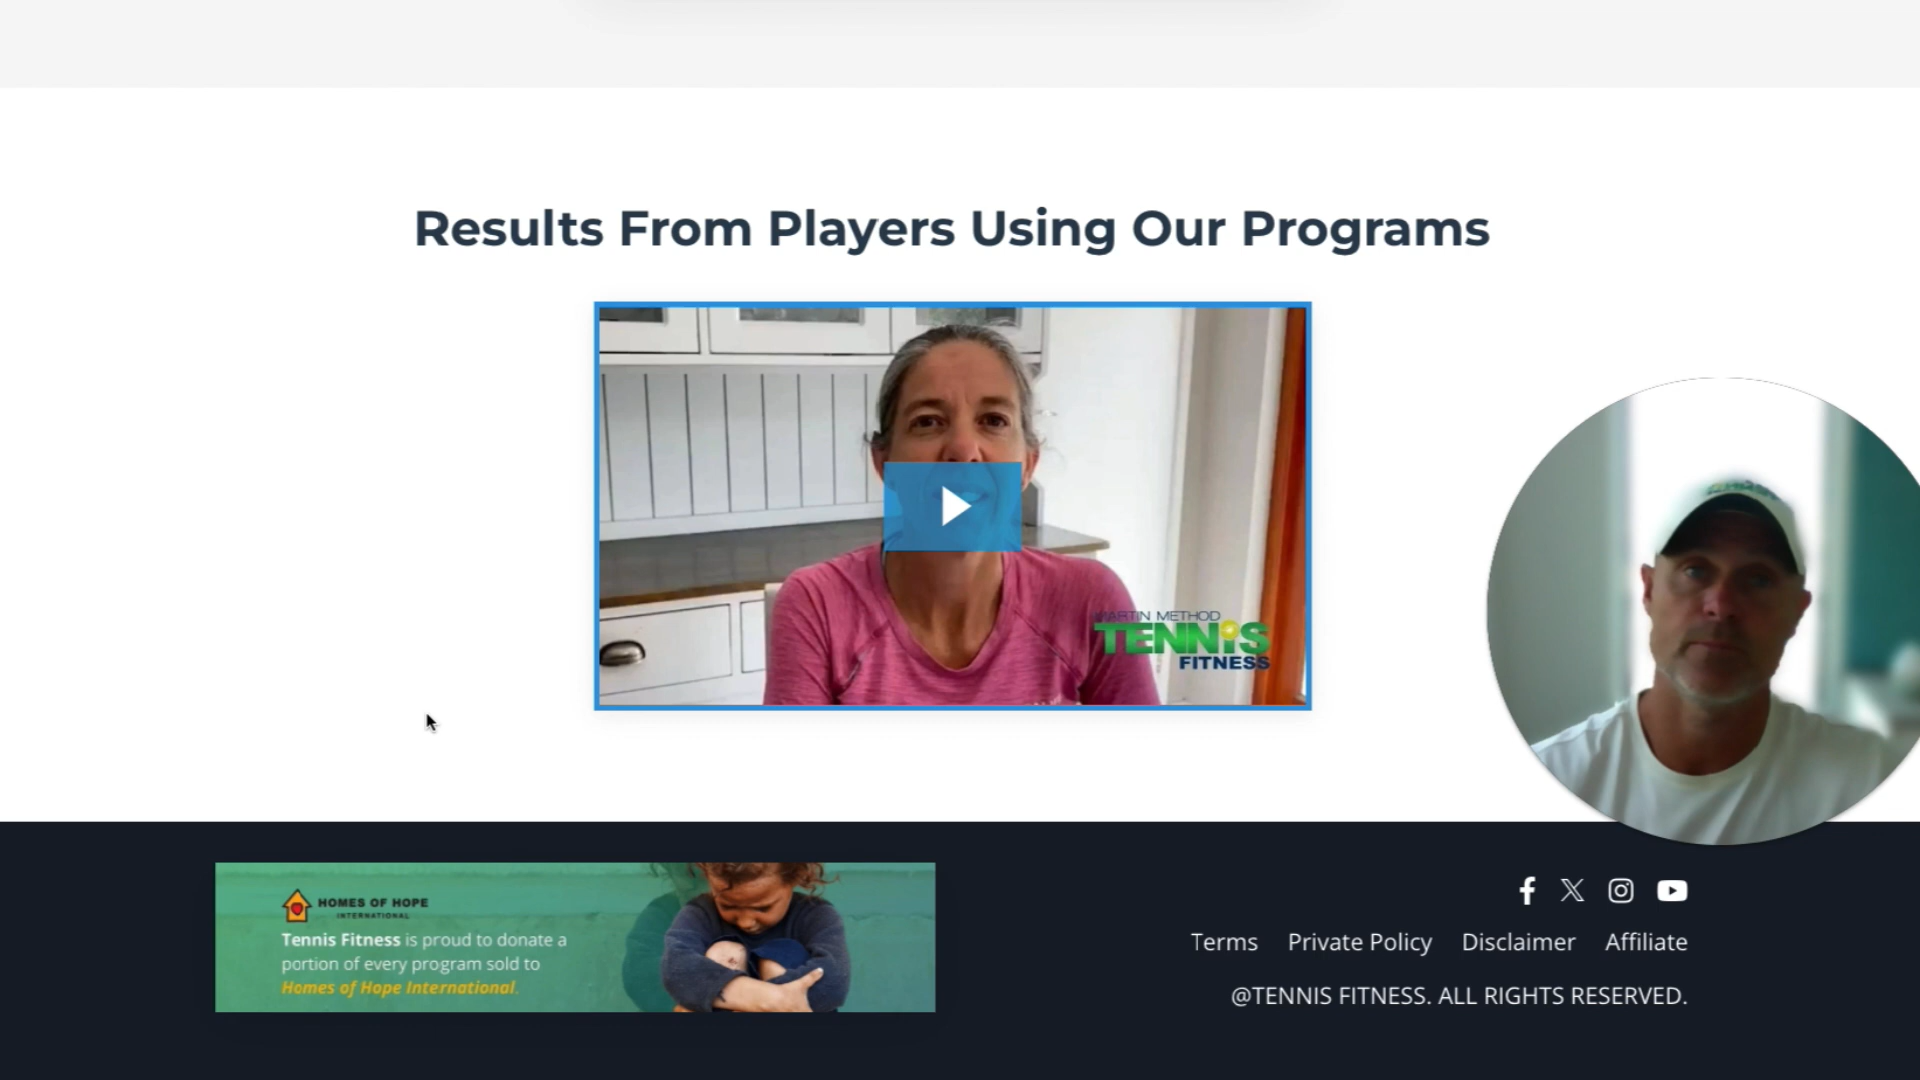 Results From Players Using Our Programs
MARTIN METHOD
TENNIS
FITNESS
HOMES OF HOPE
INTERNATIONAL
Tennis Fitness is proud to donate a
portion of every program sold to
Homes of Hope International.
Terms Private Policy Disclaimer Affiliate
@TENNIS FITNESS. ALL RIGHTS RESERVED.